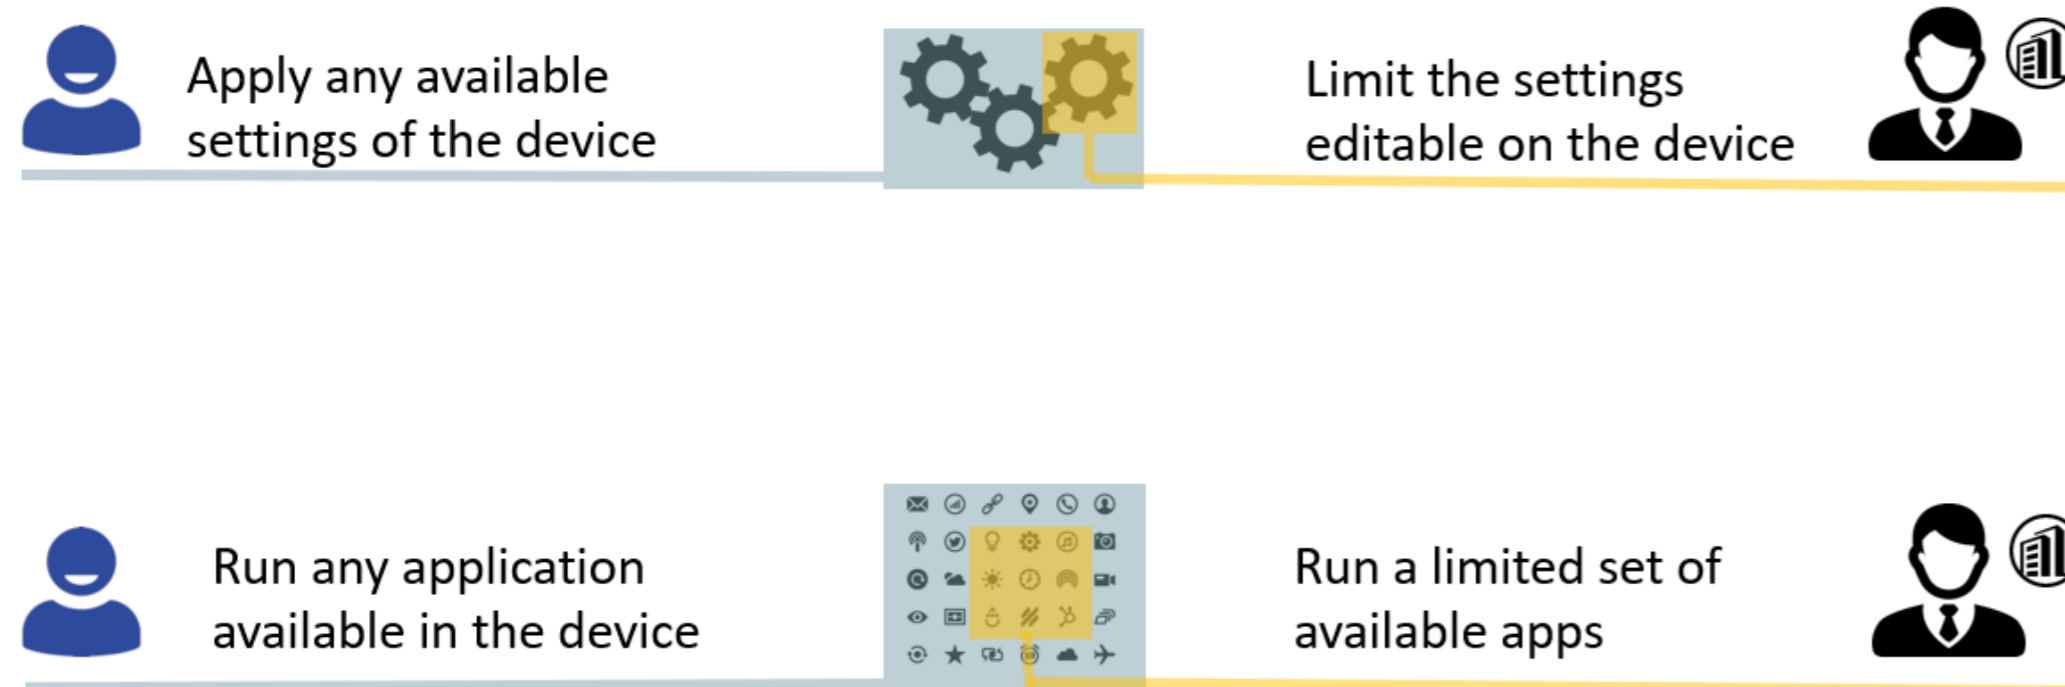 Apply any available
settings of the device
Limit the settings
editable on the device
Run any application
available in the device
Run a limited set of
available apps